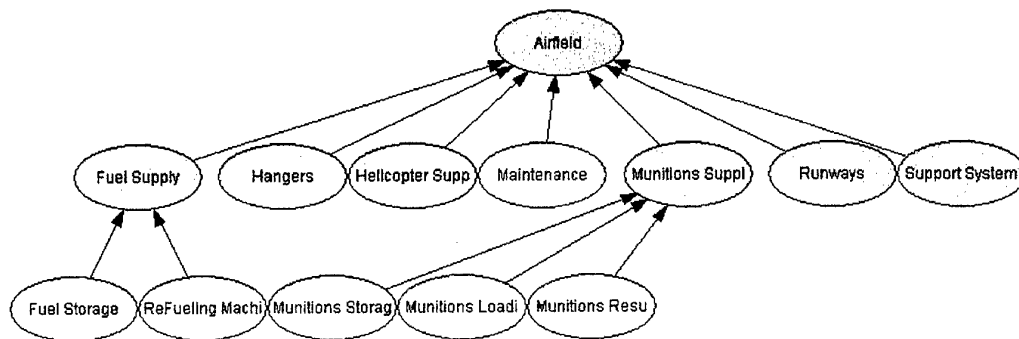 Airfield
Fuel Supply
Hangers
Helicopter Supp
Maintenance
Munitions Suppl
Runways
Support System
Fuel Storage
ReFueling Machi
Munitions Storag
Munitions Loadi
Munitions Resu